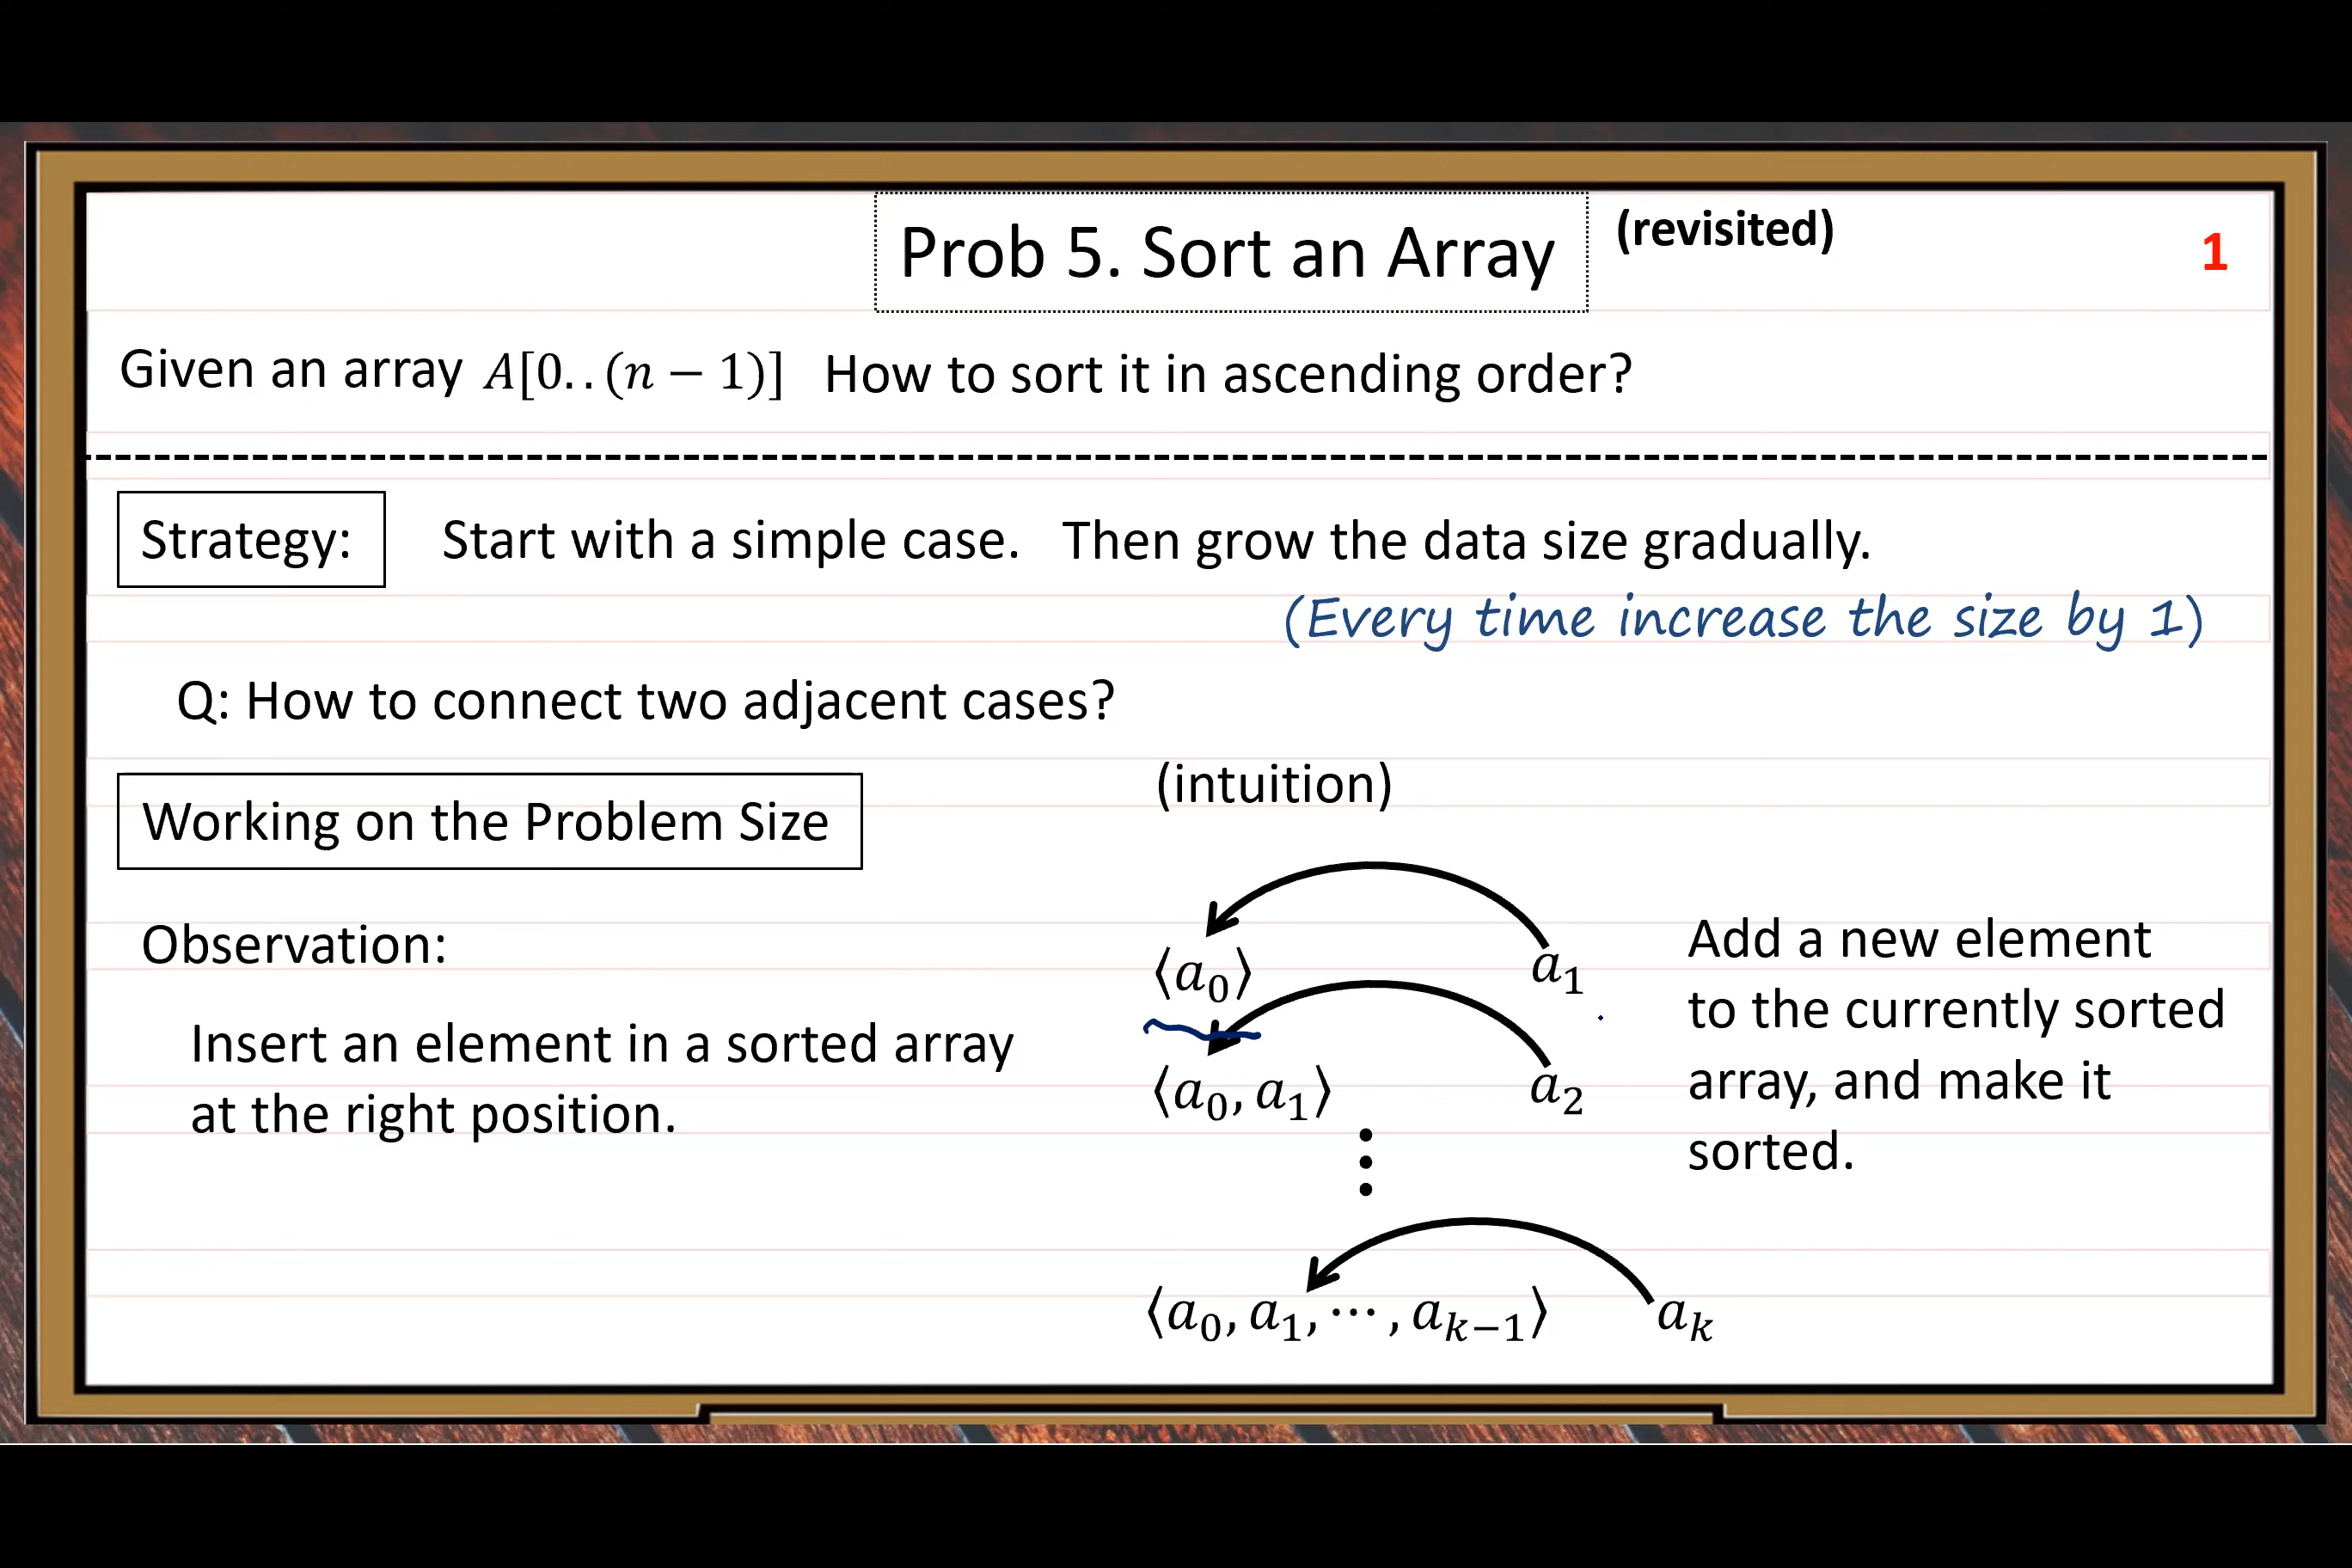 Prob 5. Sort an Array (revisited)
1
Given an array A[0..(n − 1)] How to sort it in ascending order?
Strategy: Start with a simple case. Then grow the data size gradually.
(Every time increase the size by 1)
Q: How to connect two adjacent cases?
Working on the Problem Size
Observation:
Insert an element in a sorted array
at the right position.
(intuition)
⟨a₀⟩ a₁
⟨a₀, a₁⟩ a₂
⋮
⟨a₀, a₁, ⋯ , aₖ₋₁⟩ aₖ
Add a new element
to the currently sorted
array, and make it
sorted.